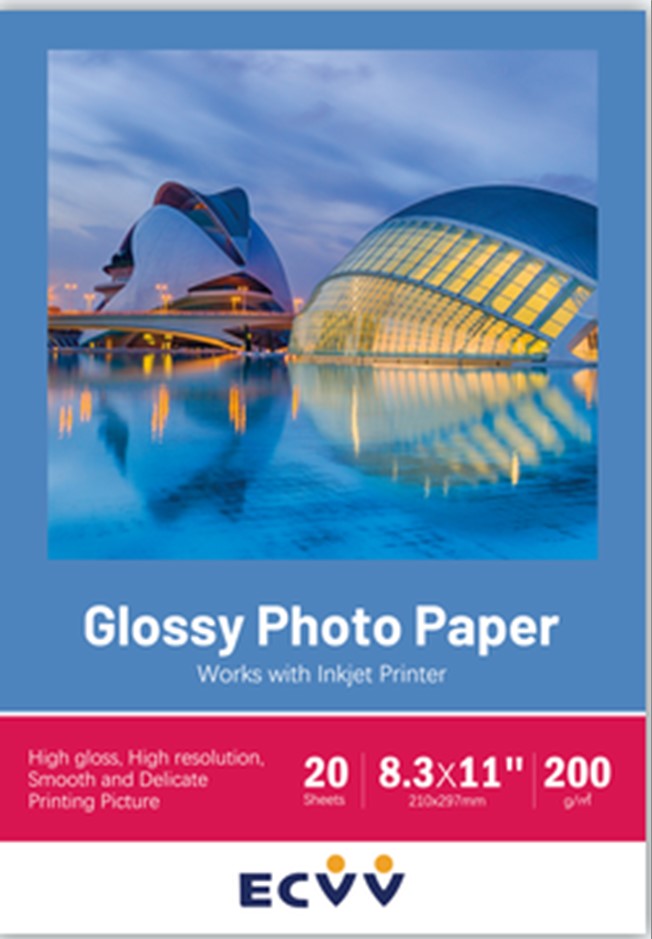 Glossy Photo Paper
Works with Inkjet Printer
High gloss, High resolution,
Smooth and Delicate
Printing Picture
20
Sheets
8.3x11"
210x297mm
200
g/㎡
ECVV